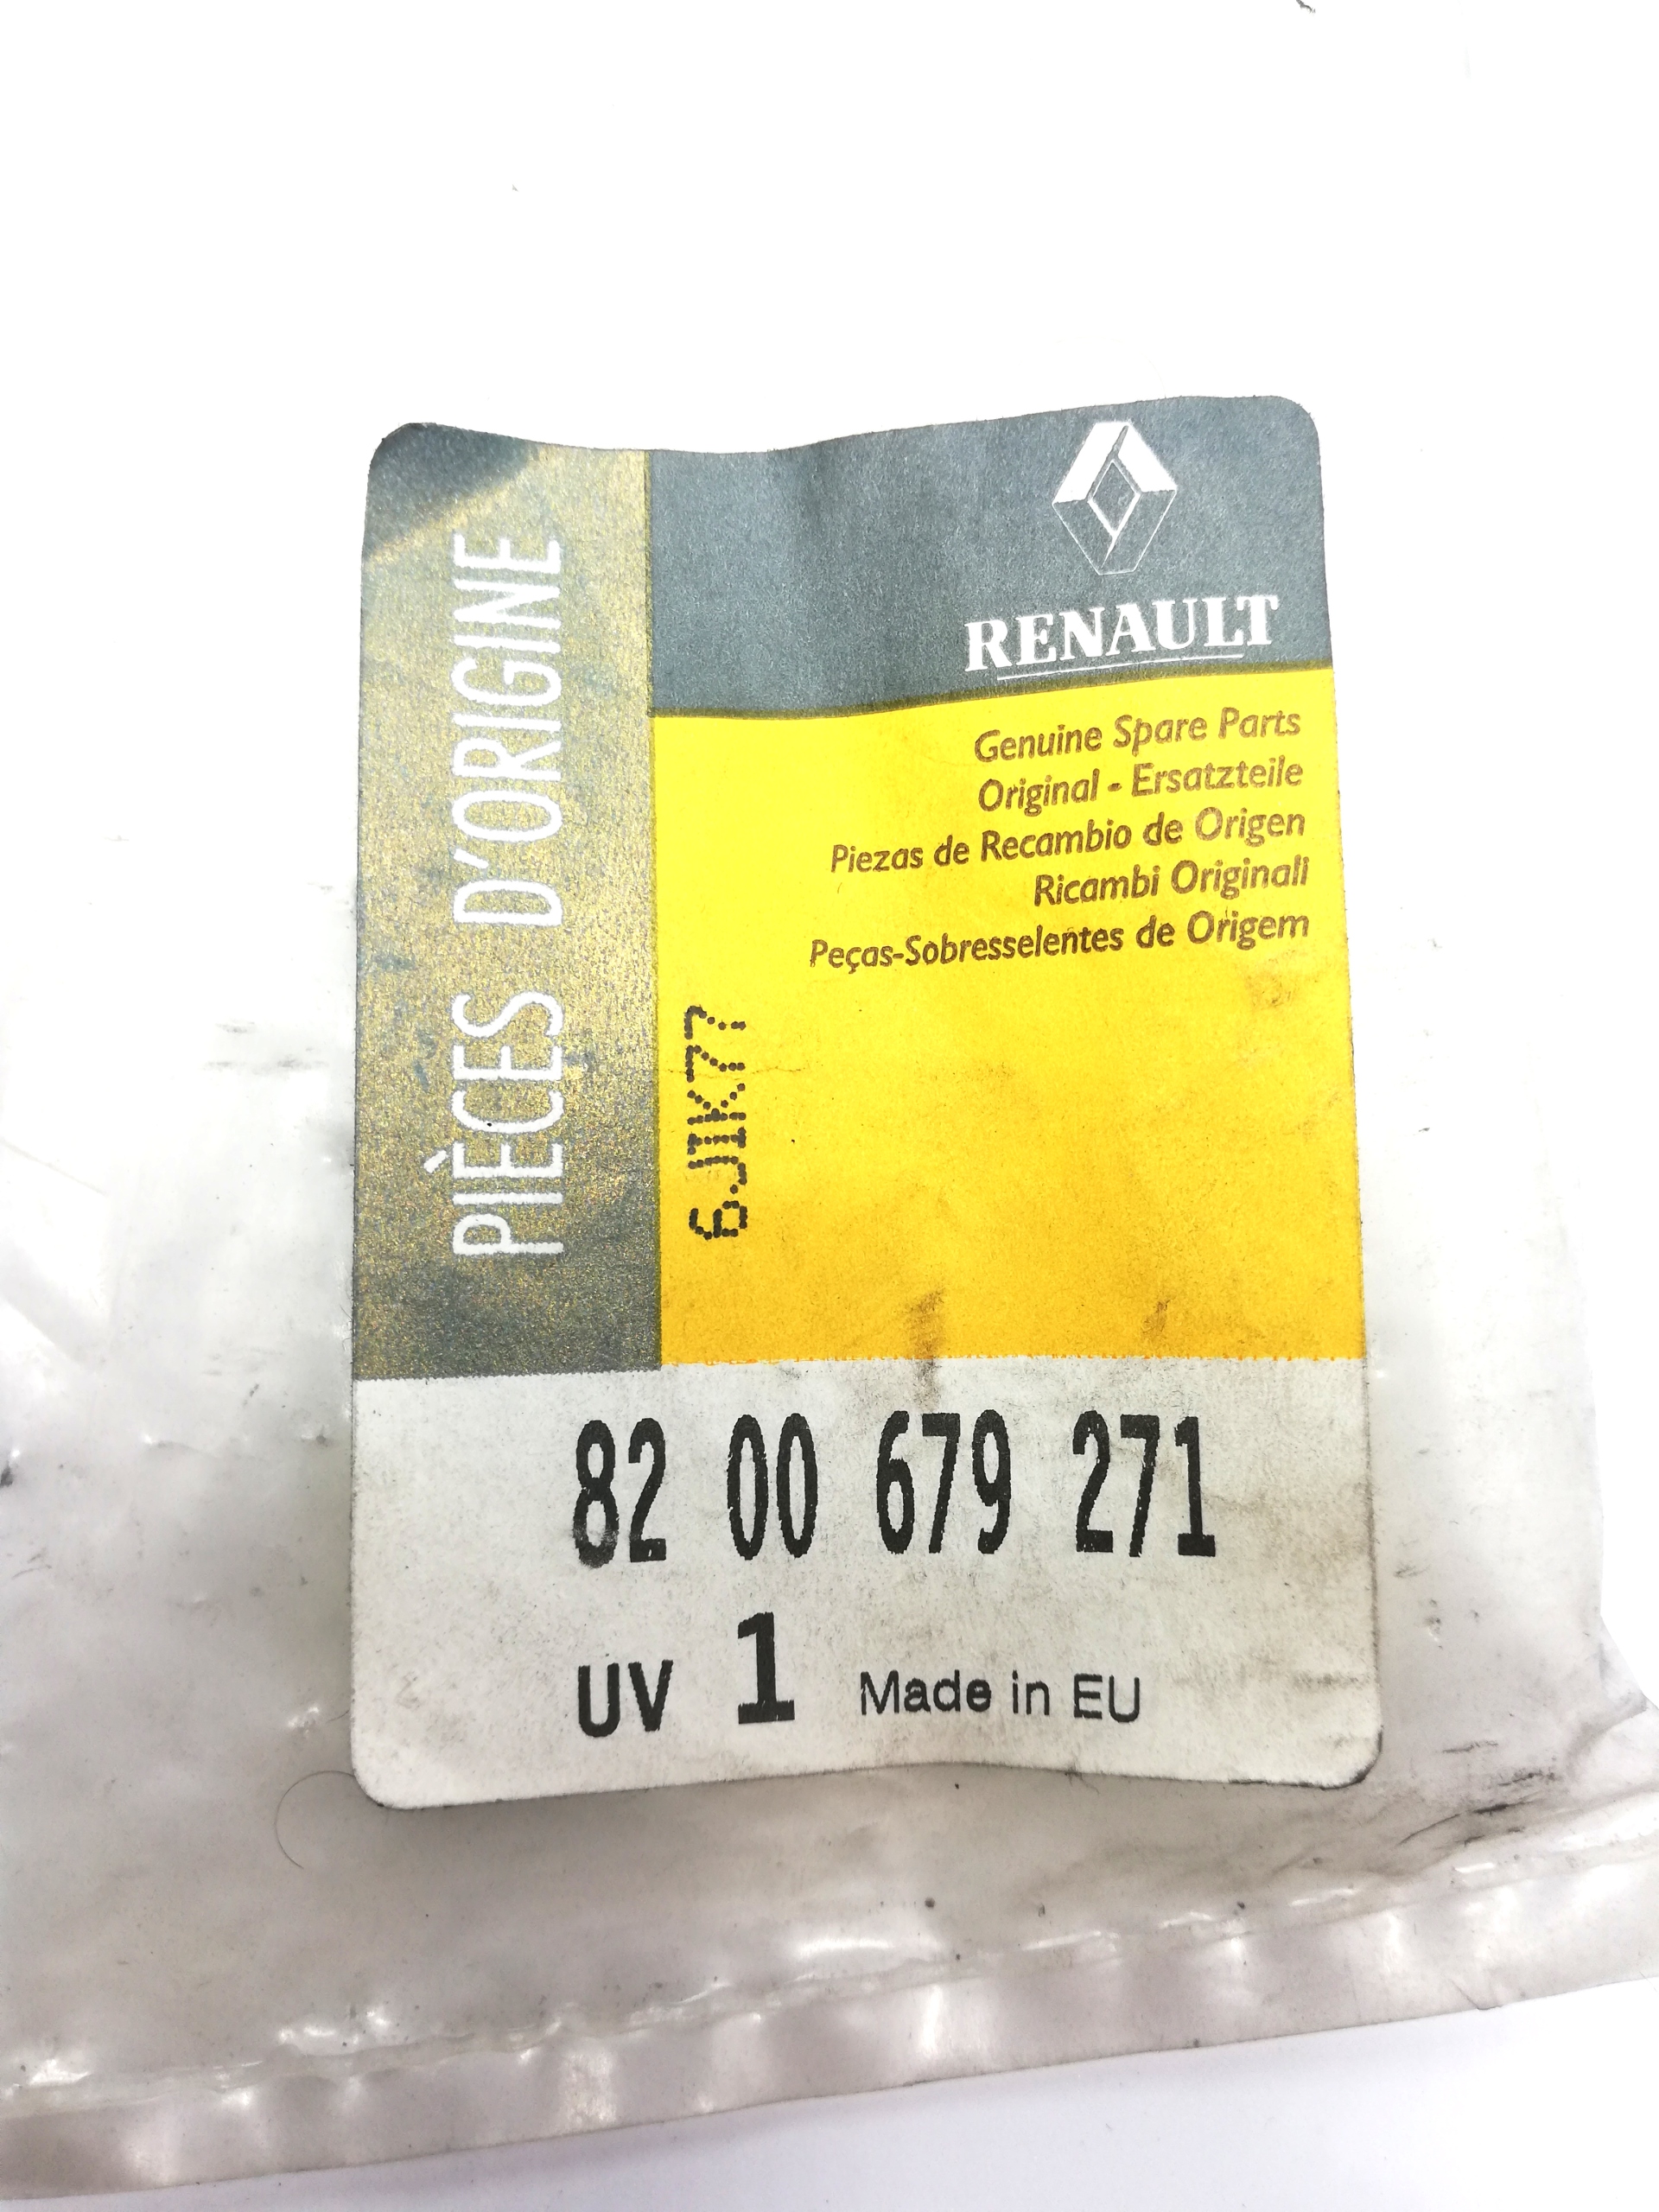 PIÈCES D'ORIGINE
RENAULT
Genuine Spare Parts
Original - Ersatzteile
Piezas de Recambio de Origen
Ricambi Originali
Peças-Sobresselentes de Origem
6JIK77
82 00 679 271
UV 1 Made in EU